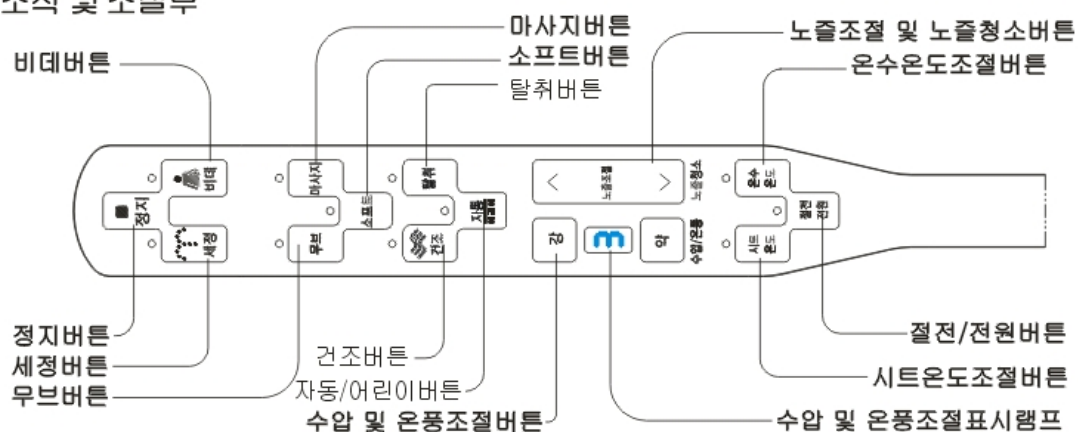 조작 및 조절부
마사지버튼
노즐조절 및 노즐청소버튼
비데버튼
소프트버튼
온수온도조절버튼
탈취버튼
비데
마사지
탈취
노즐조절
노즐청소
온수
온도
정지
소프트
자동
절전
전원
세정
무브
건조
강
3
약
수압/온풍
시트
온도
정지버튼
세정버튼
무브버튼
건조버튼
자동/어린이버튼
수압 및 온풍조절버튼
절전/전원버튼
시트온도조절버튼
수압 및 온풍조절표시램프